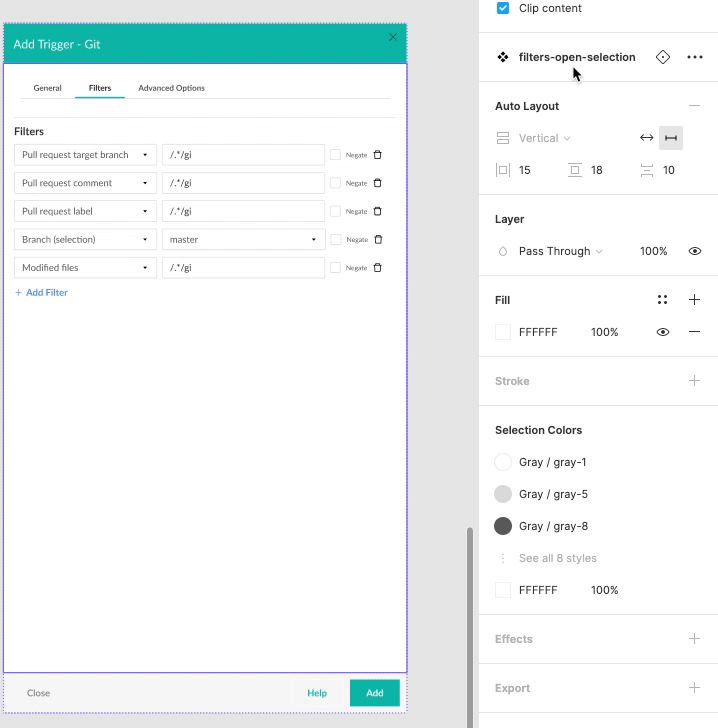 Add Trigger - Git
General Filters Advanced Options
Filters
Pull request target branch /.*/gi Negate
Pull request comment /.*/gi Negate
Pull request label /.*/gi Negate
Branch (selection) master Negate
Modified files /.*/gi Negate
+ Add Filter
Close Help Add
Clip content
filters-open-selection
Auto Layout
Vertical
15 18 10
Layer
Pass Through 100%
Fill
FFFFFF 100%
Stroke
Selection Colors
Gray / gray-1
Gray / gray-5
Gray / gray-8
See all 8 styles
FFFFFF 100%
Effects
Export